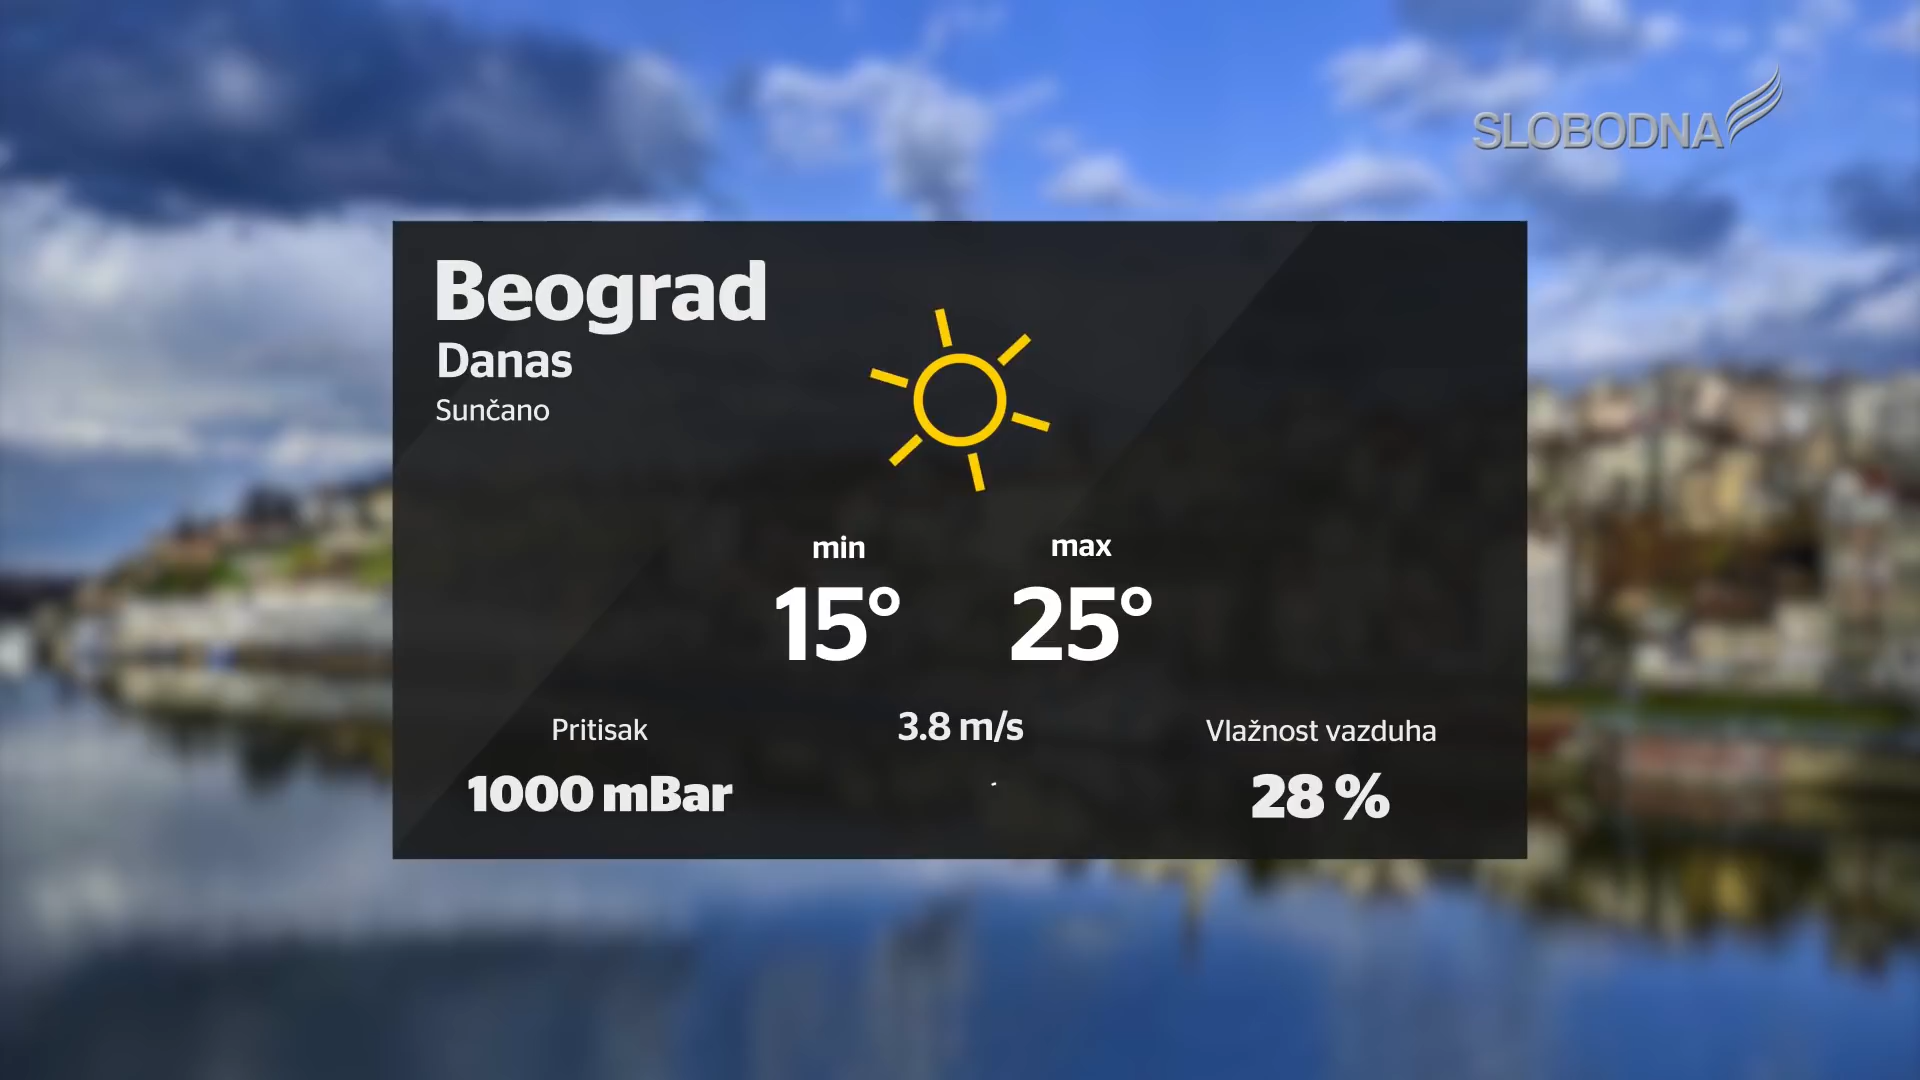 SLOBODNA
Beograd
Danas
Sunčano
min
max
15°
25°
Pritisak
3.8 m/s
Vlažnost vazduha
1000 mBar
28 %